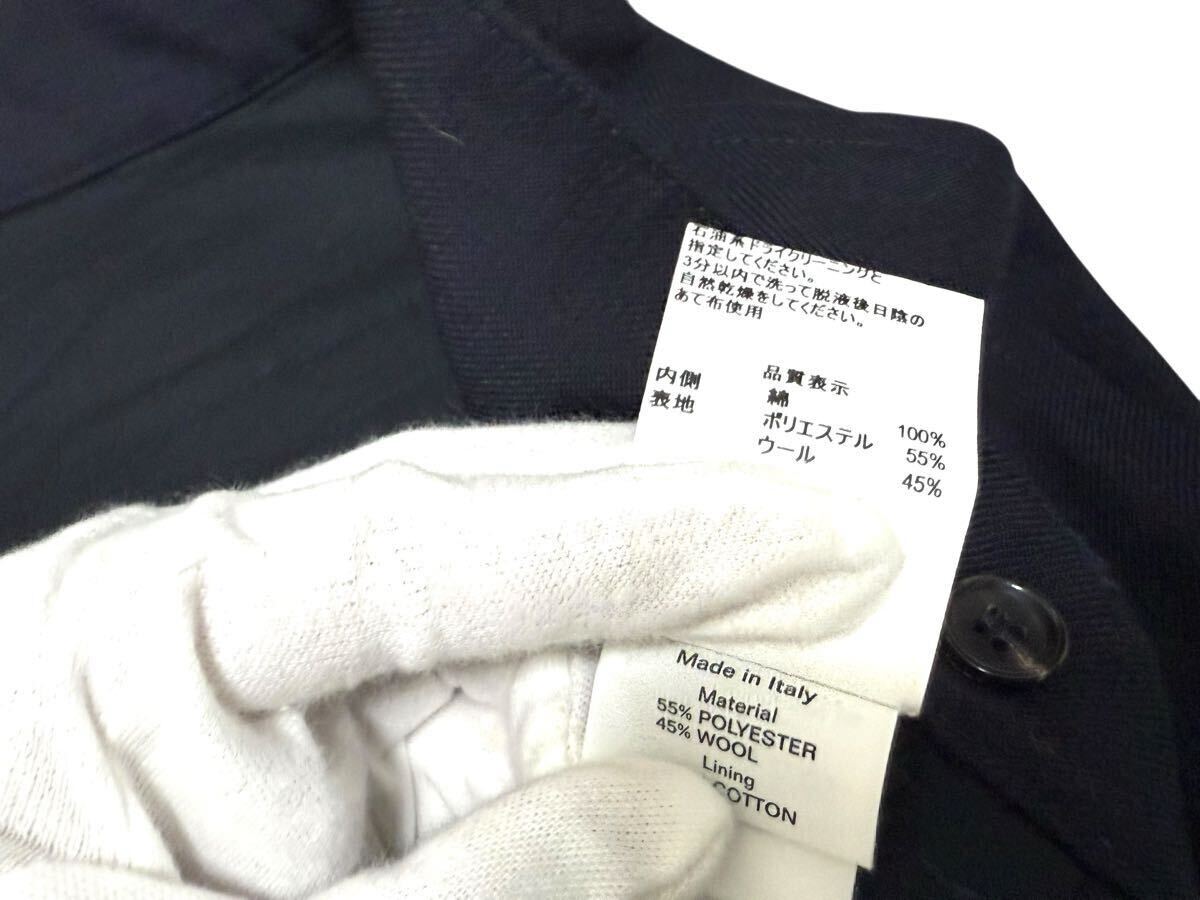 石油系ドライクリーニングと
指定してください。
3分以内で洗って脱液後日陰の
自然乾燥をしてください。
あて布使用
品質表示
内側 綿 100%
表地 ポリエステル 55%
ウール 45%
Made in Italy
Material
55% POLYESTER
45% WOOL
Lining
COTTON